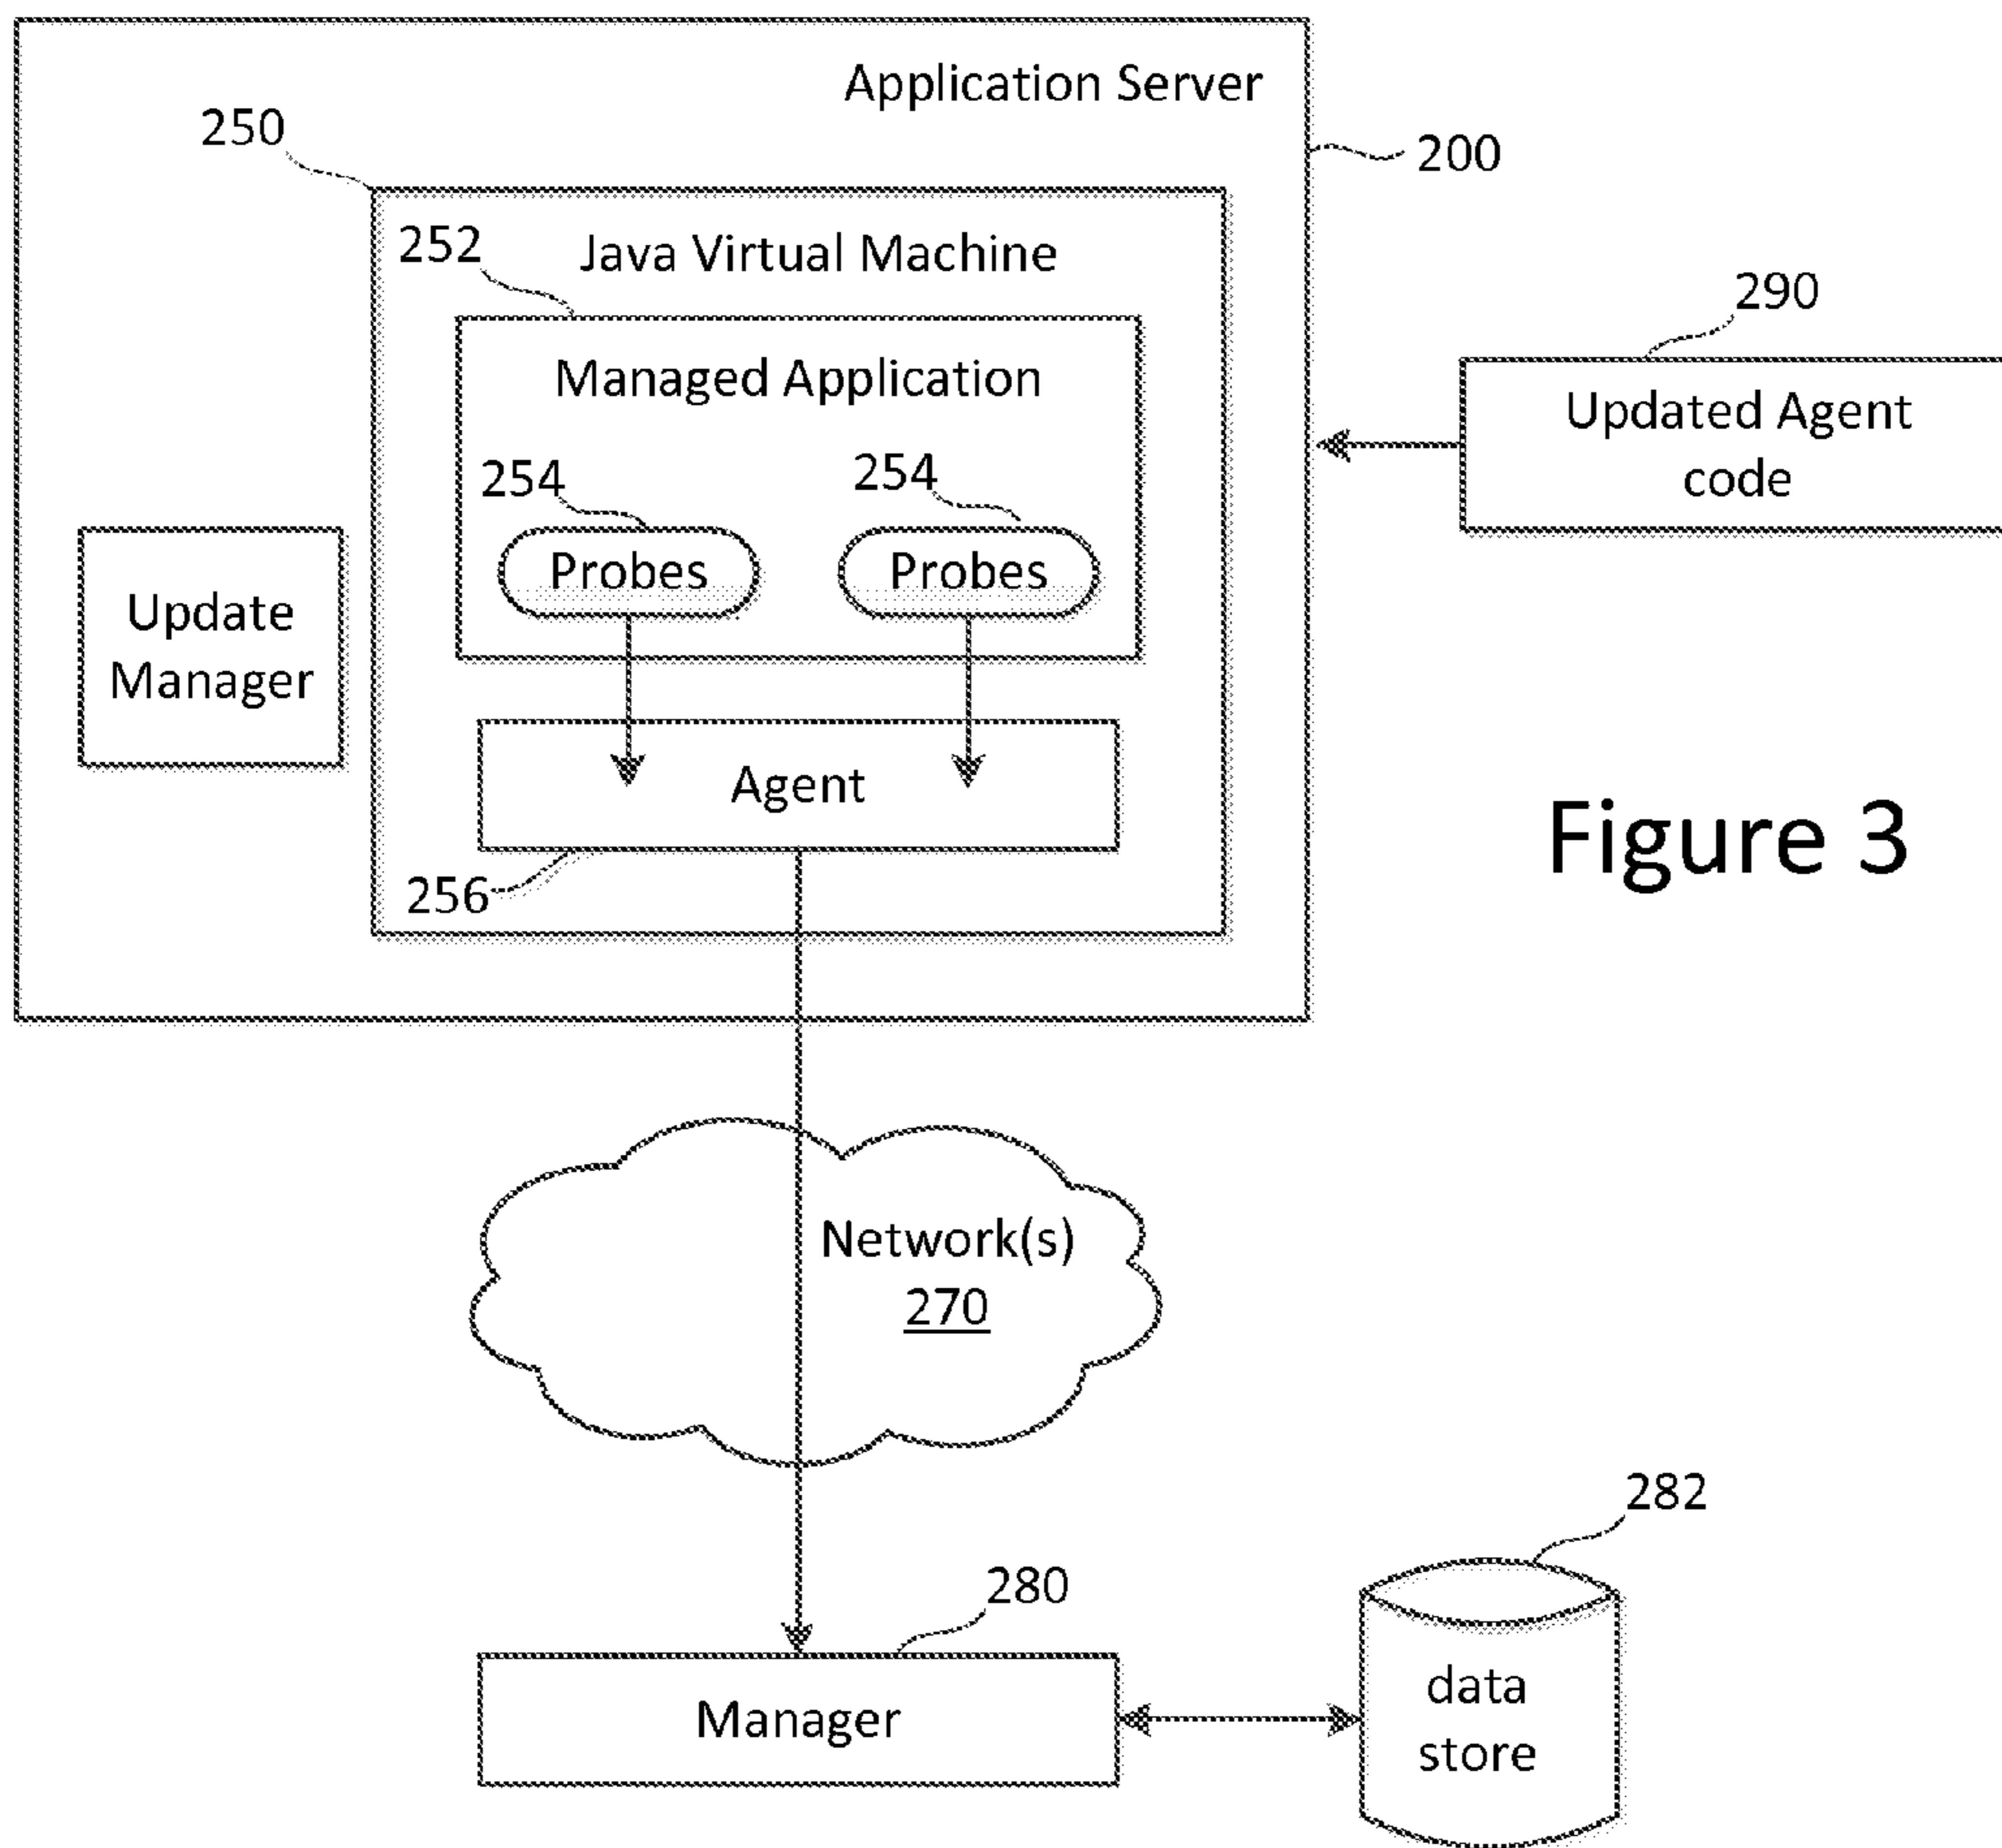 Application Server
250
200
252
Java Virtual Machine
290
Managed Application
Updated Agent
code
254
254
Probes
Probes
Update
Manager
Agent
Figure 3
256
Network(s)
270
282
280
Manager
data
store